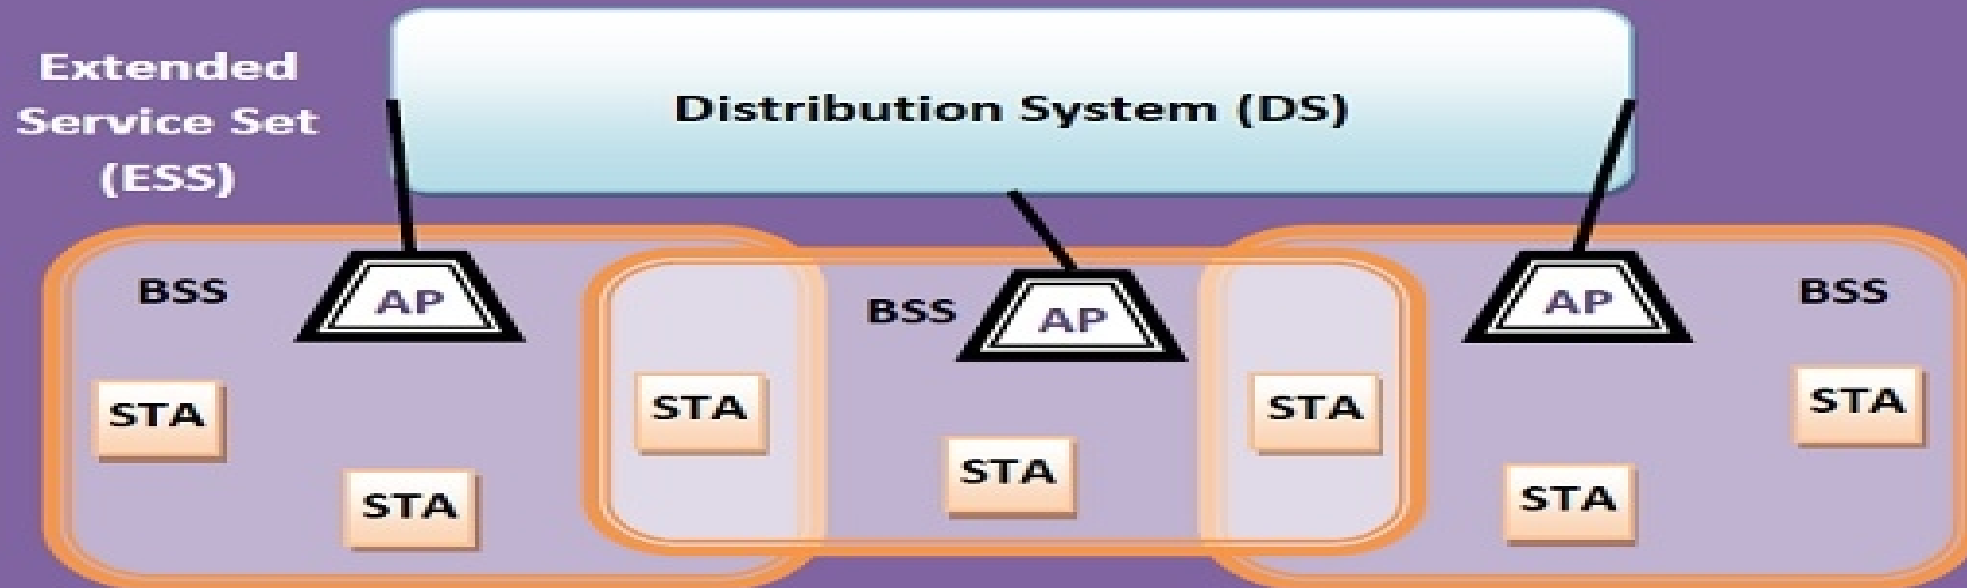 Extended
Service Set
(ESS)
Distribution System (DS)
BSS
AP
BSS
AP
AP
BSS
STA
STA
STA
STA
STA
STA
STA